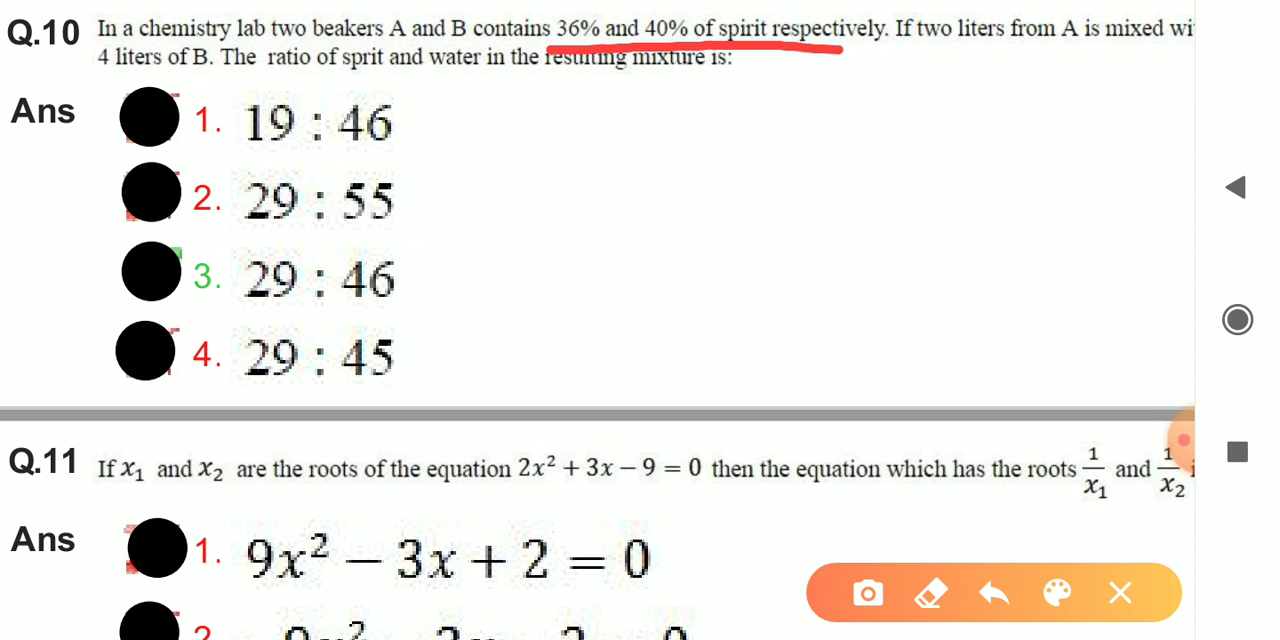 Q.10 In a chemistry lab two beakers A and B contains 36% and 40% of spirit respectively. If two liters from A is mixed wi
4 liters of B. The ratio of sprit and water in the resulting mixture is:
Ans 1. 19 : 46
2. 29 : 55
3. 29 : 46
4. 29 : 45
Q.11 If x₁ and x₂ are the roots of the equation 2x² + 3x − 9 = 0 then the equation which has the roots 1/x₁ and 1/x₂
Ans 1. 9x² − 3x + 2 = 0
2.